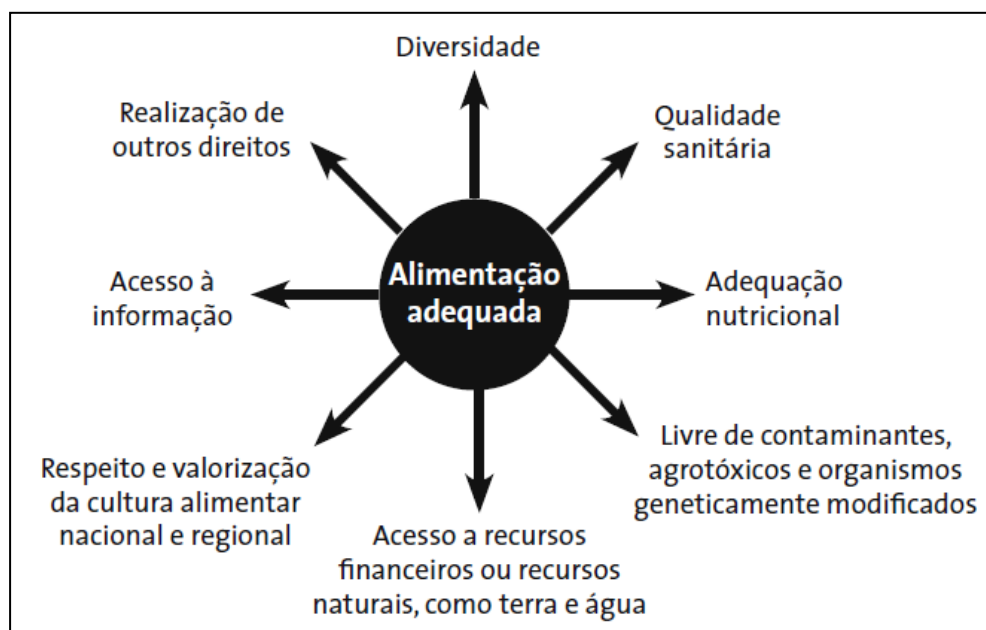 Diversidade
Realização de
outros direitos
Qualidade
sanitária
Acesso à
informação
Alimentação
adequada
Adequação
nutricional
Respeito e valorização
da cultura alimentar
nacional e regional
Acesso a recursos
financeiros ou recursos
naturais, como terra e água
Livre de contaminantes,
agrotóxicos e organismos
geneticamente modificados